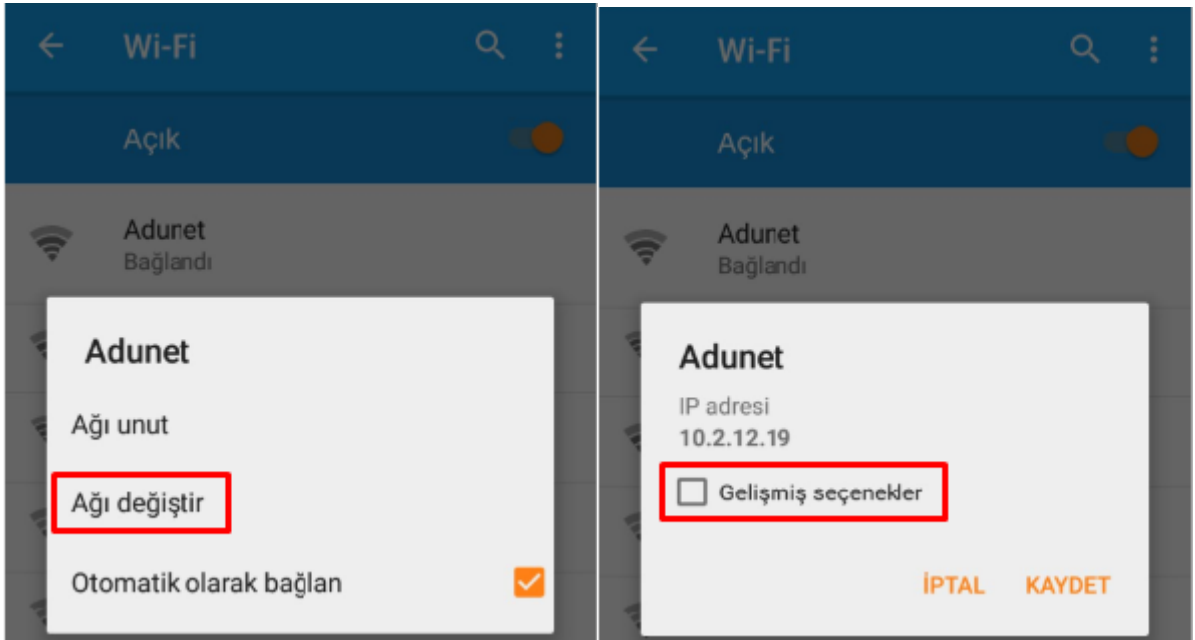 Wi-Fi
Açık
Adunet
Bağlandı
Adunet
Ağı unut
Ağı değiştir
Otomatik olarak bağlan
Wi-Fi
Açık
Adunet
Bağlandı
Adunet
IP adresi
10.2.12.19
Gelişmiş seçenekler
İPTAL KAYDET